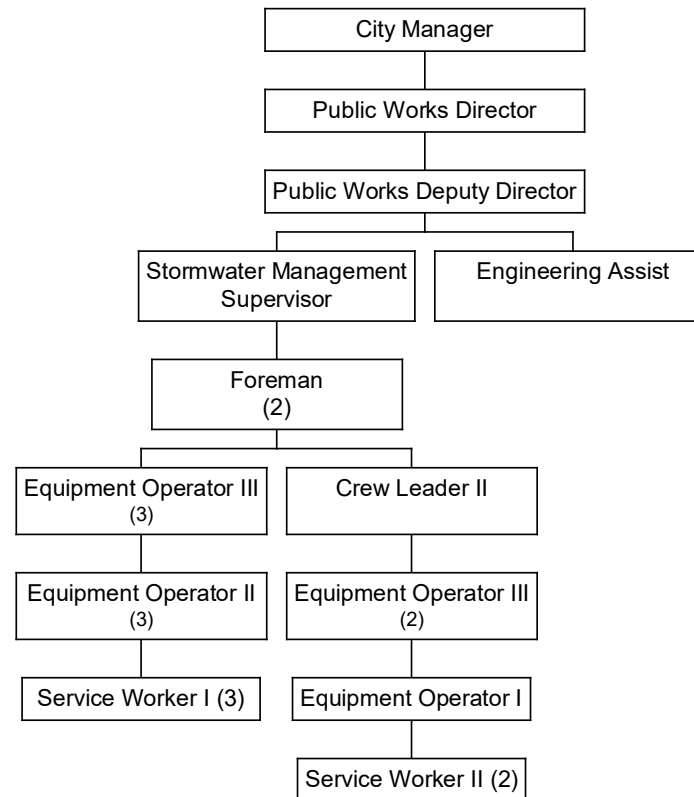 City Manager
Public Works Director
Public Works Deputy Director
Stormwater Management
Supervisor
Engineering Assist
Foreman
(2)
Equipment Operator III
(3)
Crew Leader II
Equipment Operator II
(3)
Equipment Operator III
(2)
Service Worker I (3)
Equipment Operator I
Service Worker II (2)